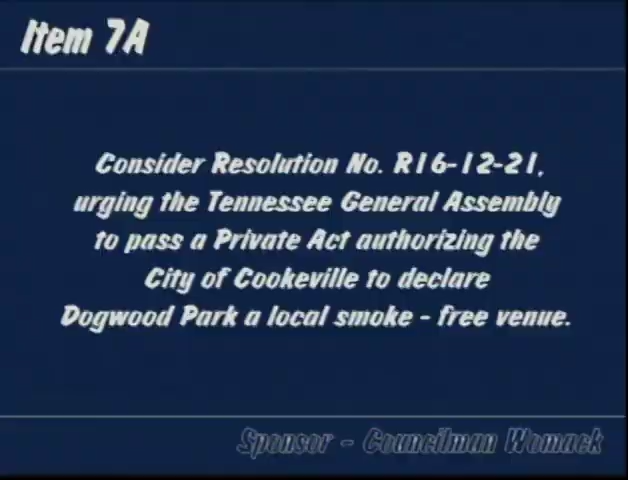 Item 7A
Consider Resolution No. R16-12-21,
urging the Tennessee General Assembly
to pass a Private Act authorizing the
City of Cookeville to declare
Dogwood Park a local smoke - free venue.
Sponsor - Councilman Womack